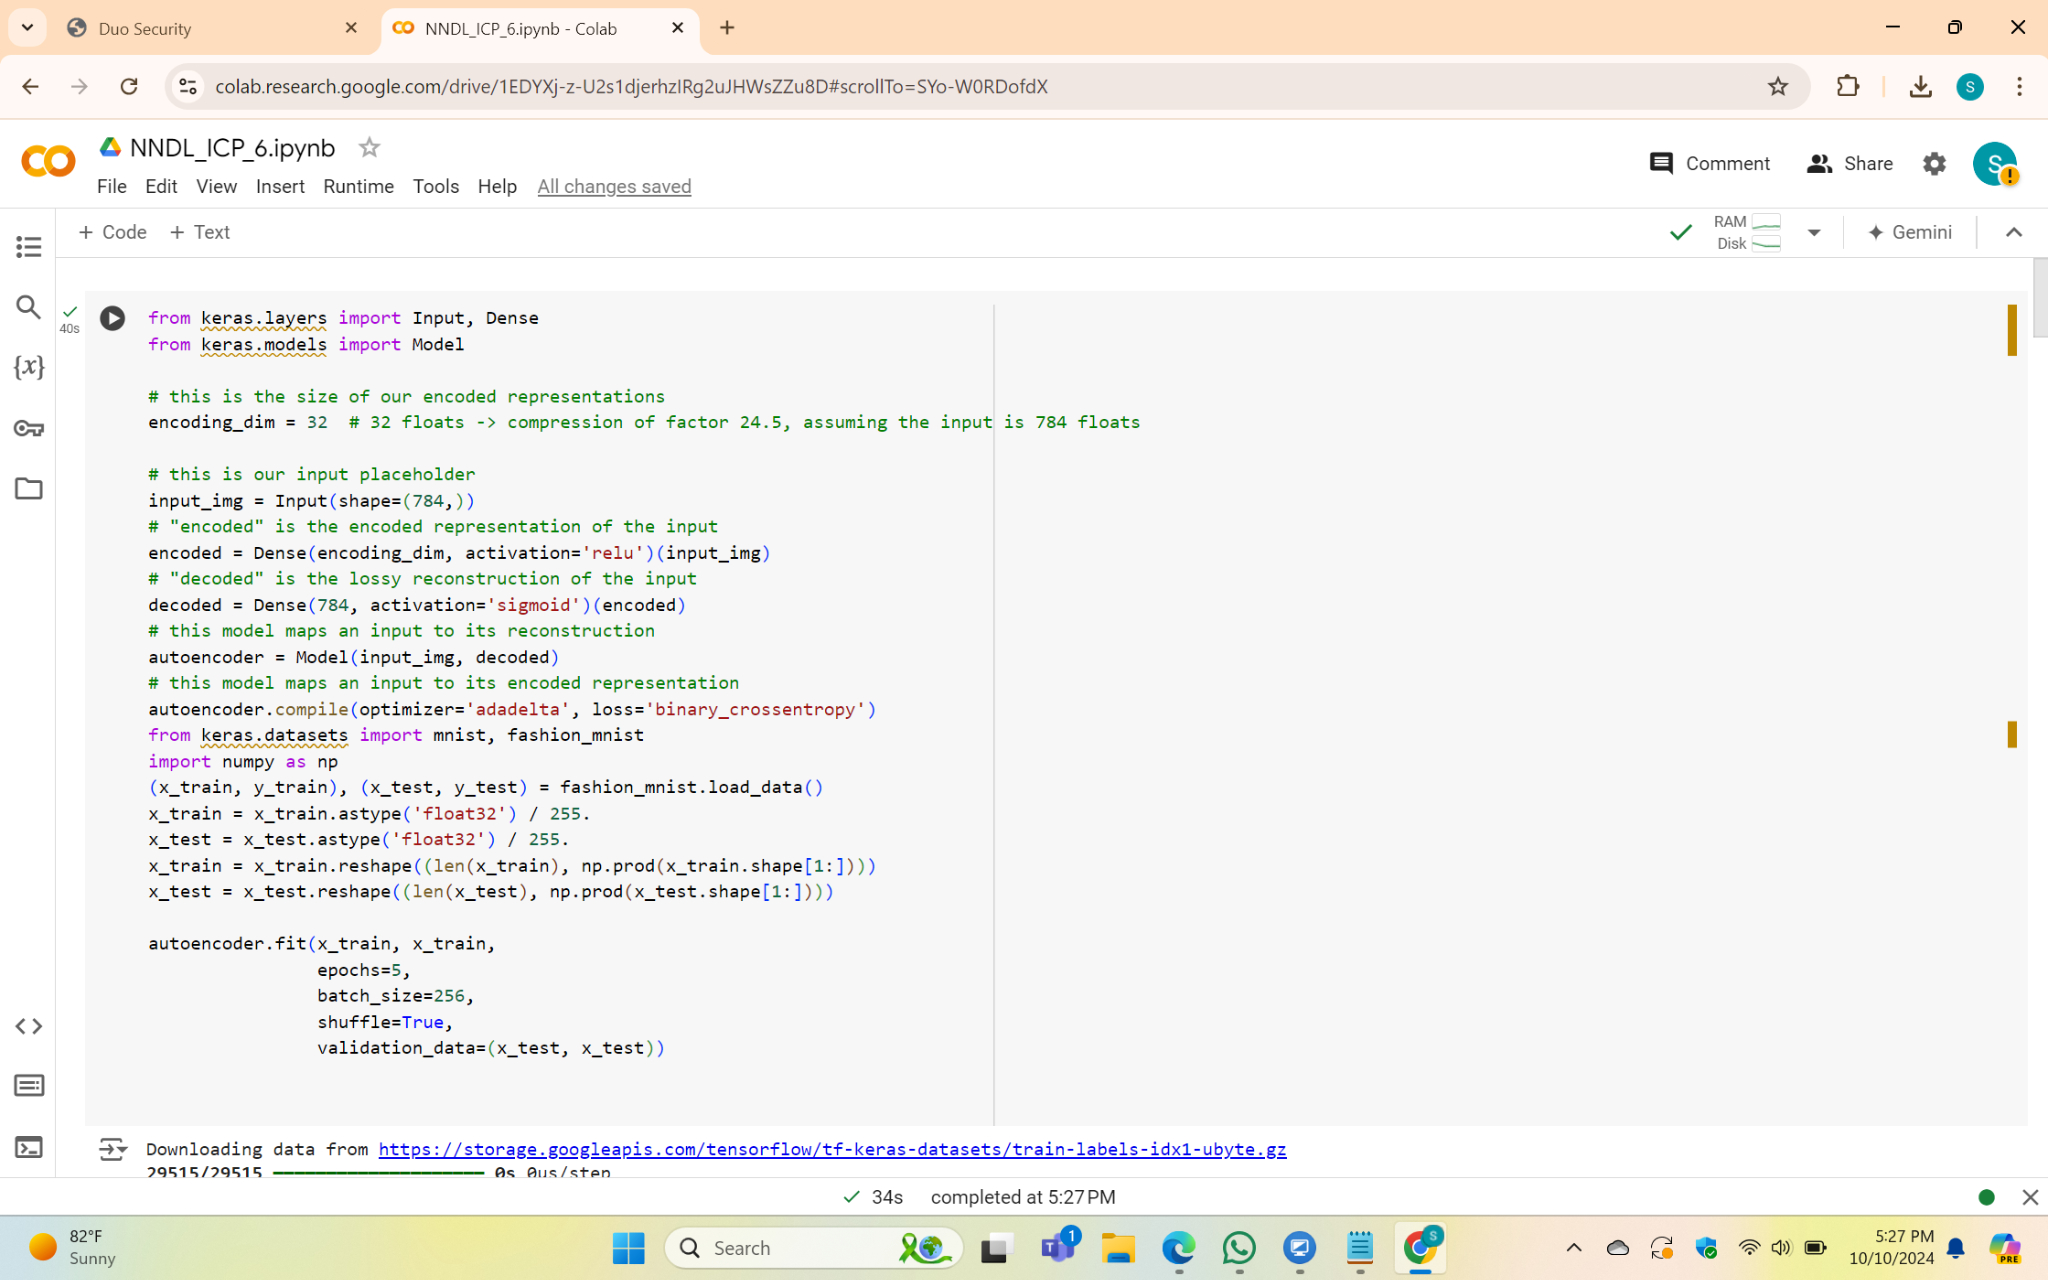 Duo Security
NNDL_ICP_6.ipynb - Colab
colab.research.google.com/drive/1EDYXj-z-U2s1djerhzIRg2uJHWsZZu8D#scrollTo=SYo-W0RDofdX
S
NNDL_ICP_6.ipynb
File Edit View Insert Runtime Tools Help All changes saved
Comment Share S
+ Code + Text
RAM
Disk
Gemini
40s
from keras.layers import Input, Dense
from keras.models import Model
# this is the size of our encoded representations
encoding_dim = 32  # 32 floats -> compression of factor 24.5, assuming the input is 784 floats
# this is our input placeholder
input_img = Input(shape=(784,))
# "encoded" is the encoded representation of the input
encoded = Dense(encoding_dim, activation='relu')(input_img)
# "decoded" is the lossy reconstruction of the input
decoded = Dense(784, activation='sigmoid')(encoded)
# this model maps an input to its reconstruction
autoencoder = Model(input_img, decoded)
# this model maps an input to its encoded representation
autoencoder.compile(optimizer='adadelta', loss='binary_crossentropy')
from keras.datasets import mnist, fashion_mnist
import numpy as np
(x_train, y_train), (x_test, y_test) = fashion_mnist.load_data()
x_train = x_train.astype('float32') / 255.
x_test = x_test.astype('float32') / 255.
x_train = x_train.reshape((len(x_train), np.prod(x_train.shape[1:])))
x_test = x_test.reshape((len(x_test), np.prod(x_test.shape[1:])))
autoencoder.fit(x_train, x_train,
epochs=5,
batch_size=256,
shuffle=True,
validation_data=(x_test, x_test))
Downloading data from https://storage.googleapis.com/tensorflow/tf-keras-datasets/train-labels-idx1-ubyte.gz
29515/29515 0s 0us/step
34s completed at 5:27 PM
82°F
Sunny
Search
1
S
5:27 PM
10/10/2024
PRE